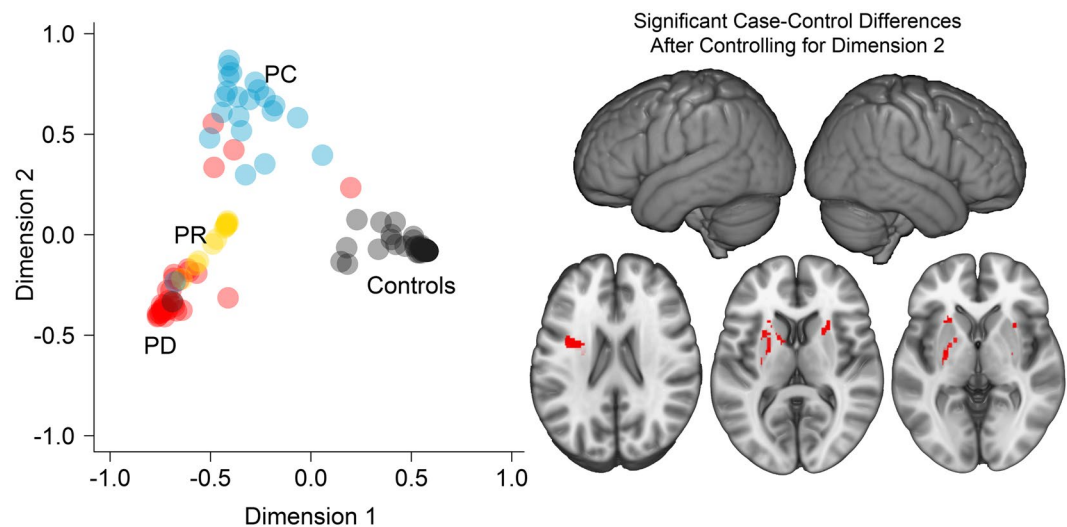 Significant Case-Control Differences
After Controlling for Dimension 2
1.0
0.5
0.0
-0.5
-1.0
Dimension 2
PC
PR
Controls
PD
-1.0
-0.5
0.0
0.5
1.0
Dimension 1